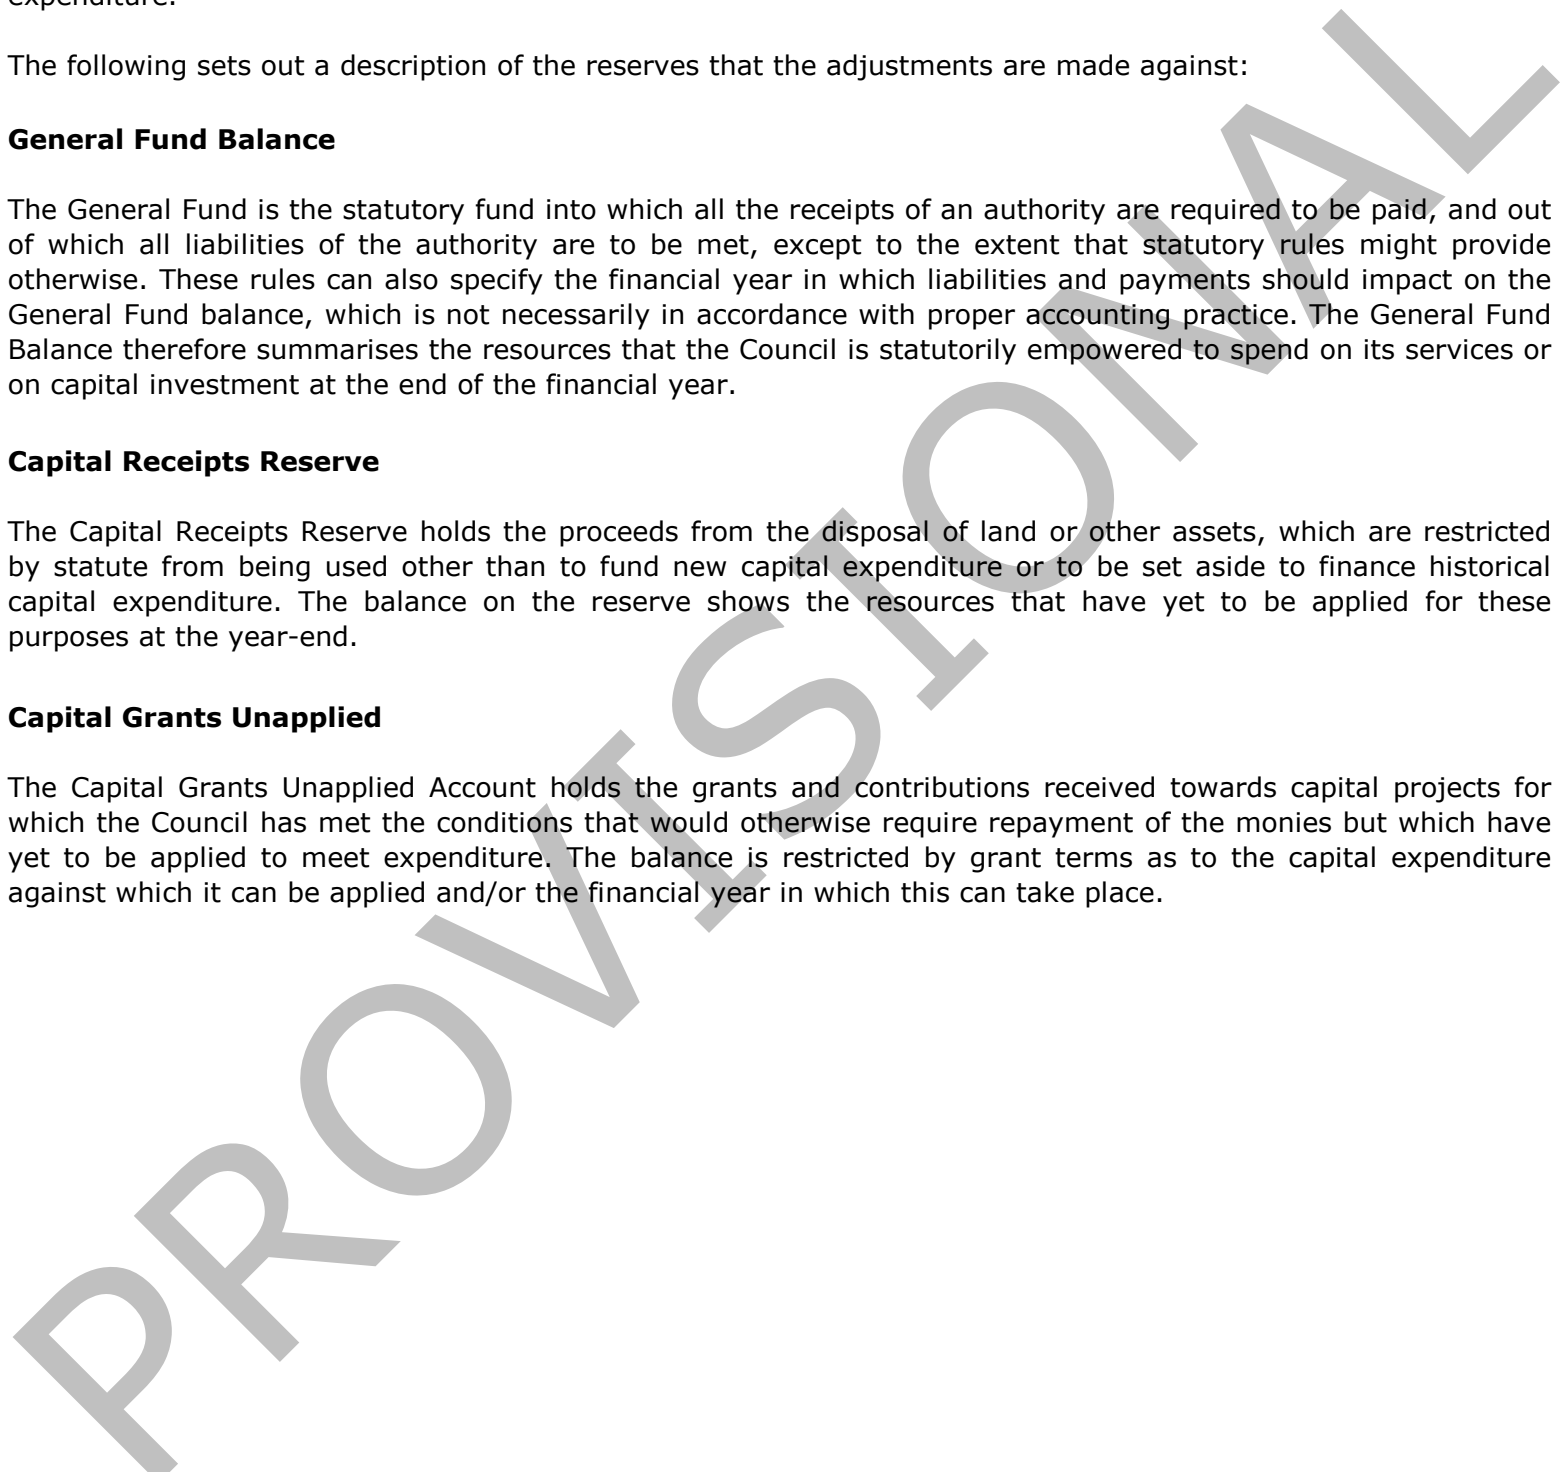 expenditure.
The following sets out a description of the reserves that the adjustments are made against:
General Fund Balance
The General Fund is the statutory fund into which all the receipts of an authority are required to be paid, and out
of which all liabilities of the authority are to be met, except to the extent that statutory rules might provide
otherwise. These rules can also specify the financial year in which liabilities and payments should impact on the
General Fund balance, which is not necessarily in accordance with proper accounting practice. The General Fund
Balance therefore summarises the resources that the Council is statutorily empowered to spend on its services or
on capital investment at the end of the financial year.
Capital Receipts Reserve
The Capital Receipts Reserve holds the proceeds from the disposal of land or other assets, which are restricted
by statute from being used other than to fund new capital expenditure or to be set aside to finance historical
capital expenditure. The balance on the reserve shows the resources that have yet to be applied for these
purposes at the year-end.
Capital Grants Unapplied
The Capital Grants Unapplied Account holds the grants and contributions received towards capital projects for
which the Council has met the conditions that would otherwise require repayment of the monies but which have
yet to be applied to meet expenditure. The balance is restricted by grant terms as to the capital expenditure
against which it can be applied and/or the financial year in which this can take place.
PROVISIONAL